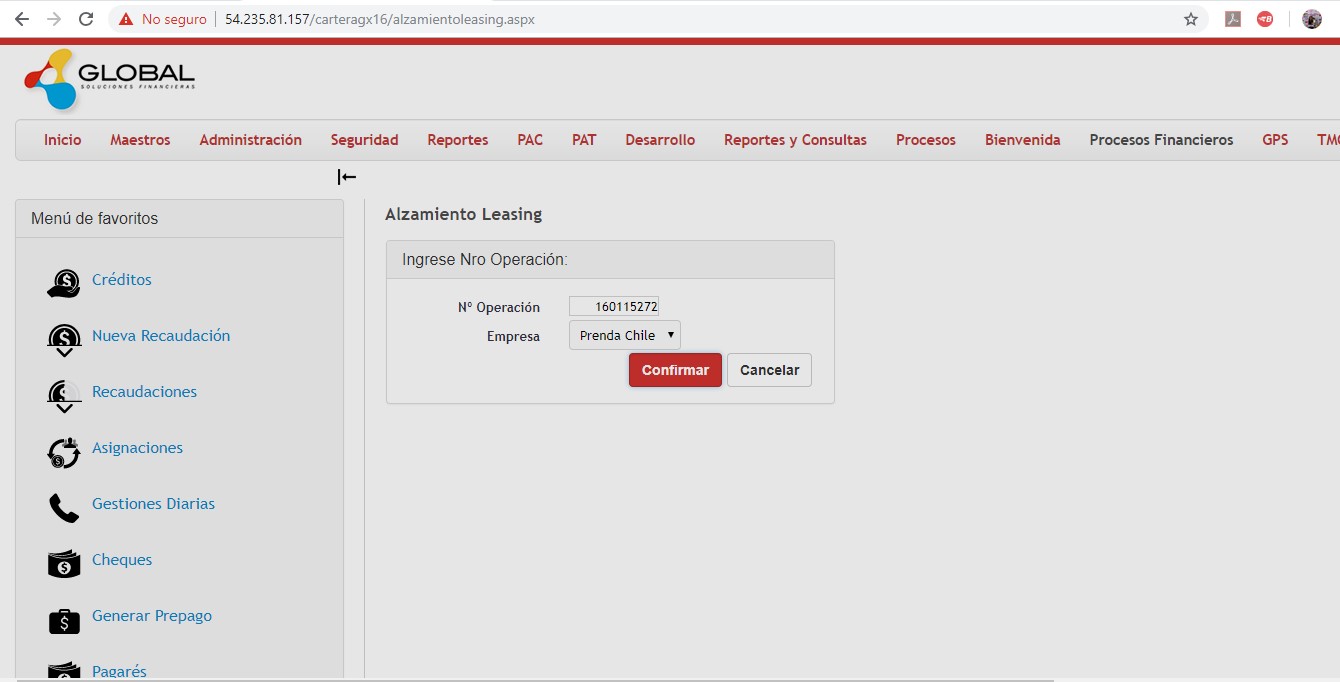 No seguro | 54.235.81.157/carteragx16/alzamientoleasing.aspx
GLOBAL
SOLUCIONES FINANCIERAS
Inicio Maestros Administración Seguridad Reportes PAC PAT Desarrollo Reportes y Consultas Procesos Bienvenida Procesos Financieros GPS
Menú de favoritos
Créditos
Nueva Recaudación
Recaudaciones
Asignaciones
Gestiones Diarias
Cheques
Generar Prepago
Pagarés
Alzamiento Leasing
Ingrese Nro Operación:
Nº Operación 160115272
Empresa Prenda Chile
Confirmar Cancelar